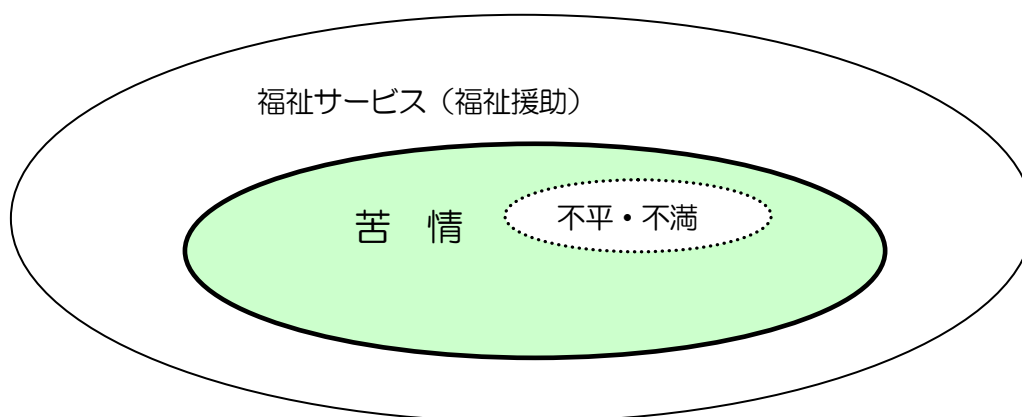 福祉サービス（福祉援助）
苦　情
不平・不満